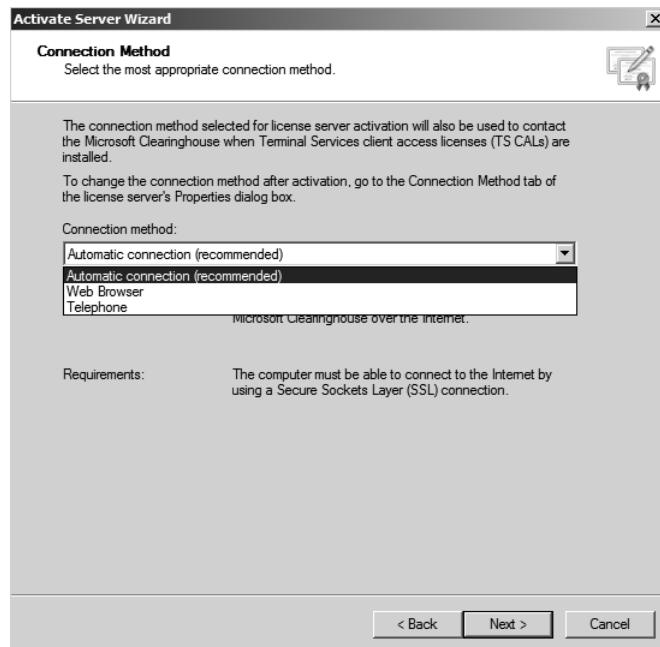 Activate Server Wizard
Connection Method
Select the most appropriate connection method.
The connection method selected for license server activation will also be used to contact
the Microsoft Clearinghouse when Terminal Services client access licenses (TS CALs) are
installed.
To change the connection method after activation, go to the Connection Method tab of
the license server's Properties dialog box.
Connection method:
Automatic connection (recommended)
Automatic connection (recommended)
Web Browser
Telephone
Microsoft Clearinghouse over the Internet.
Requirements: The computer must be able to connect to the Internet by
using a Secure Sockets Layer (SSL) connection.
< Back Next > Cancel